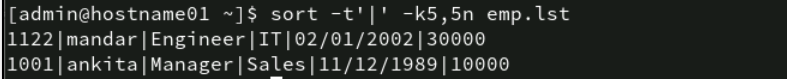 [admin@hostname01 ~]$ sort -t'|' -k5,5n emp.lst
1122|mandar|Engineer|IT|02/01/2002|30000
1001|ankita|Manager|Sales|11/12/1989|10000